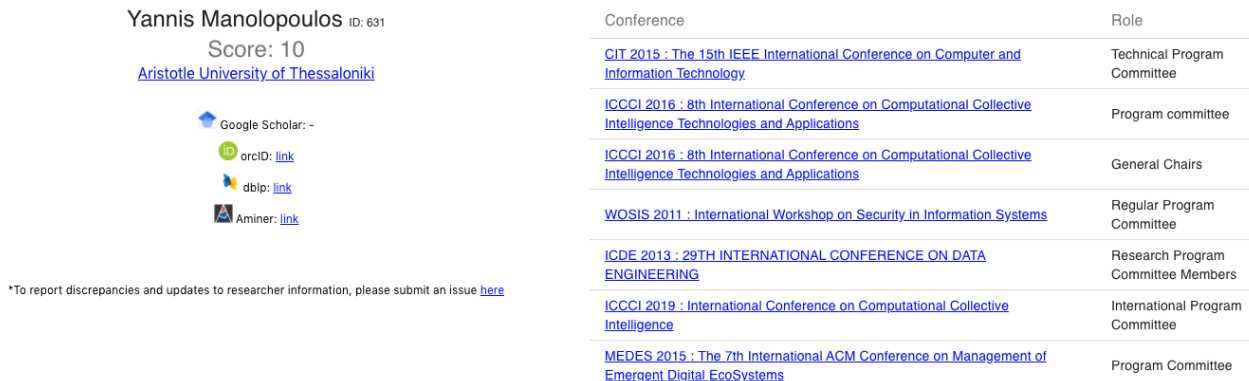 Yannis Manolopoulos ID: 631
Score: 10
Aristotle University of Thessaloniki
Google Scholar: -
orcID: link
dblp: link
Aminer: link
*To report discrepancies and updates to researcher information, please submit an issue here
Conference Role
CIT 2015 : The 15th IEEE International Conference on Computer and
Information Technology
Technical Program
Committee
ICCCI 2016 : 8th International Conference on Computational Collective
Intelligence Technologies and Applications
Program committee
ICCCI 2016 : 8th International Conference on Computational Collective
Intelligence Technologies and Applications
General Chairs
WOSIS 2011 : International Workshop on Security in Information Systems
Regular Program
Committee
ICDE 2013 : 29TH INTERNATIONAL CONFERENCE ON DATA
ENGINEERING
Research Program
Committee Members
ICCCI 2019 : International Conference on Computational Collective
Intelligence
International Program
Committee
MEDES 2015 : The 7th International ACM Conference on Management of
Emergent Digital EcoSystems
Program Committee